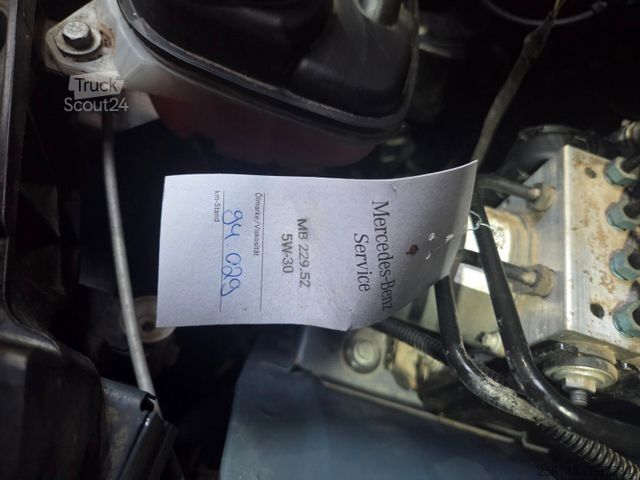 Truck
Scout24
Mercedes-Benz
Service
MB 229.52
5W-30
Ölmarke/Viskosität
94 029
km-Stand